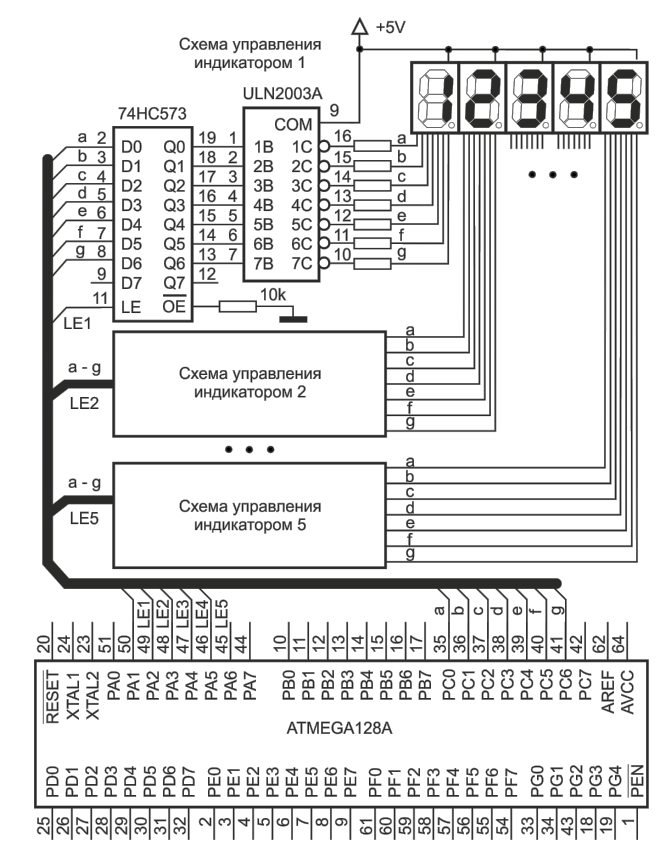 +5V
Схема управления
индикатором 1
ULN2003A
74HC573
12345
9
COM
a 2 D0 Q0 19 1 1B 1C 16 a
b 3 D1 Q1 18 2 2B 2C 15 b
c 4 D2 Q2 17 3 3B 3C 14 c
d 5 D3 Q3 16 4 4B 4C 13 d
e 6 D4 Q4 15 5 5B 5C 12 e
f 7 D5 Q5 14 6 6B 6C 11 f
g 8 D6 Q6 13 7 7B 7C 10 g
9 D7 Q7 12
11 LE OE 10k
LE1
a
b
c
d
e
f
g
a - g
LE2
Схема управления
индикатором 2
a
b
c
d
e
f
g
a - g
LE5
Схема управления
индикатором 5
LE1 LE2 LE3 LE4 LE5 a b c d e f g
20 24 23 51 50 49 48 47 46 45 44 10 11 12 13 14 15 16 17 35 36 37 38 39 40 41 42 62 64
RESET XTAL1 XTAL2 PA0 PA1 PA2 PA3 PA4 PA5 PA6 PA7 PB0 PB1 PB2 PB3 PB4 PB5 PB6 PB7 PC0 PC1 PC2 PC3 PC4 PC5 PC6 PC7 AREF AVCC
ATMEGA128A
PD0 PD1 PD2 PD3 PD4 PD5 PD6 PD7 PE0 PE1 PE2 PE3 PE4 PE5 PE6 PE7 PF0 PF1 PF2 PF3 PF4 PF5 PF6 PF7 PG0 PG1 PG2 PG3 PG4 PEN
25 26 27 28 29 30 31 32 2 3 4 5 6 7 8 9 61 60 59 58 57 56 55 54 33 34 43 18 19 1